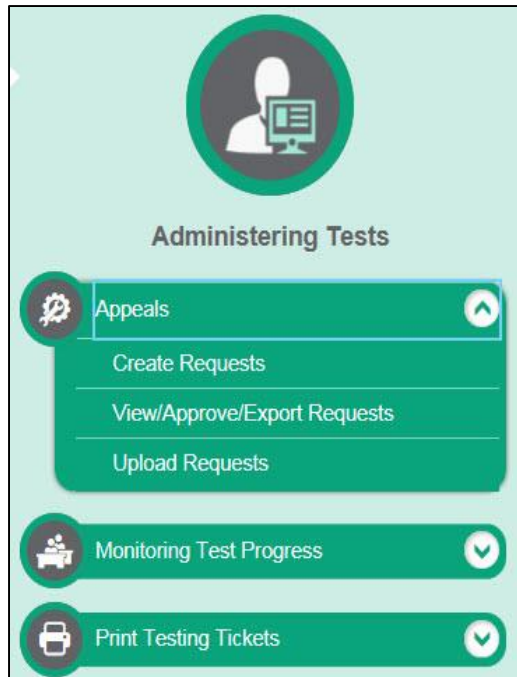 Administering Tests
Appeals
Create Requests
View/Approve/Export Requests
Upload Requests
Monitoring Test Progress
Print Testing Tickets